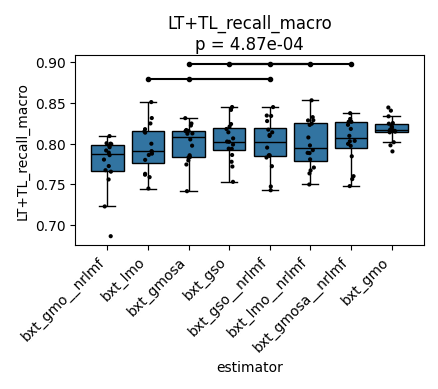 LT+TL_recall_macro
p = 4.87e-04
LT+TL_recall_macro
0.90
0.85
0.80
0.75
0.70
bxt_gmo__nrlmf
bxt_lmo
bxt_gmosa
bxt_gso
bxt_gso__nrlmf
bxt_lmo__nrlmf
bxt_gmosa__nrlmf
bxt_gmo
estimator